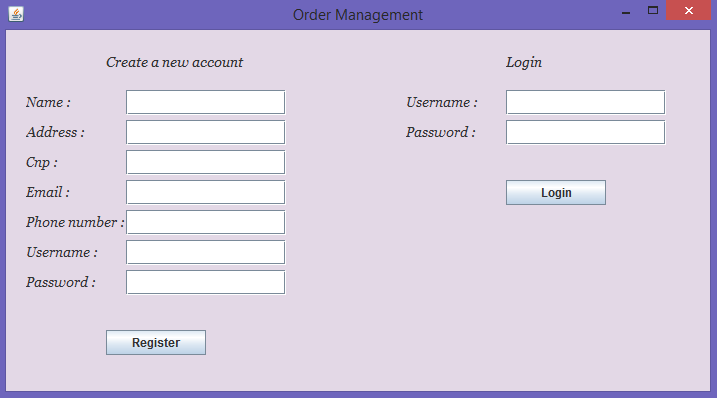 Order Management
Create a new account
Name :
Address :
Cnp :
Email :
Phone number :
Username :
Password :
Register
Login
Username :
Password :
Login